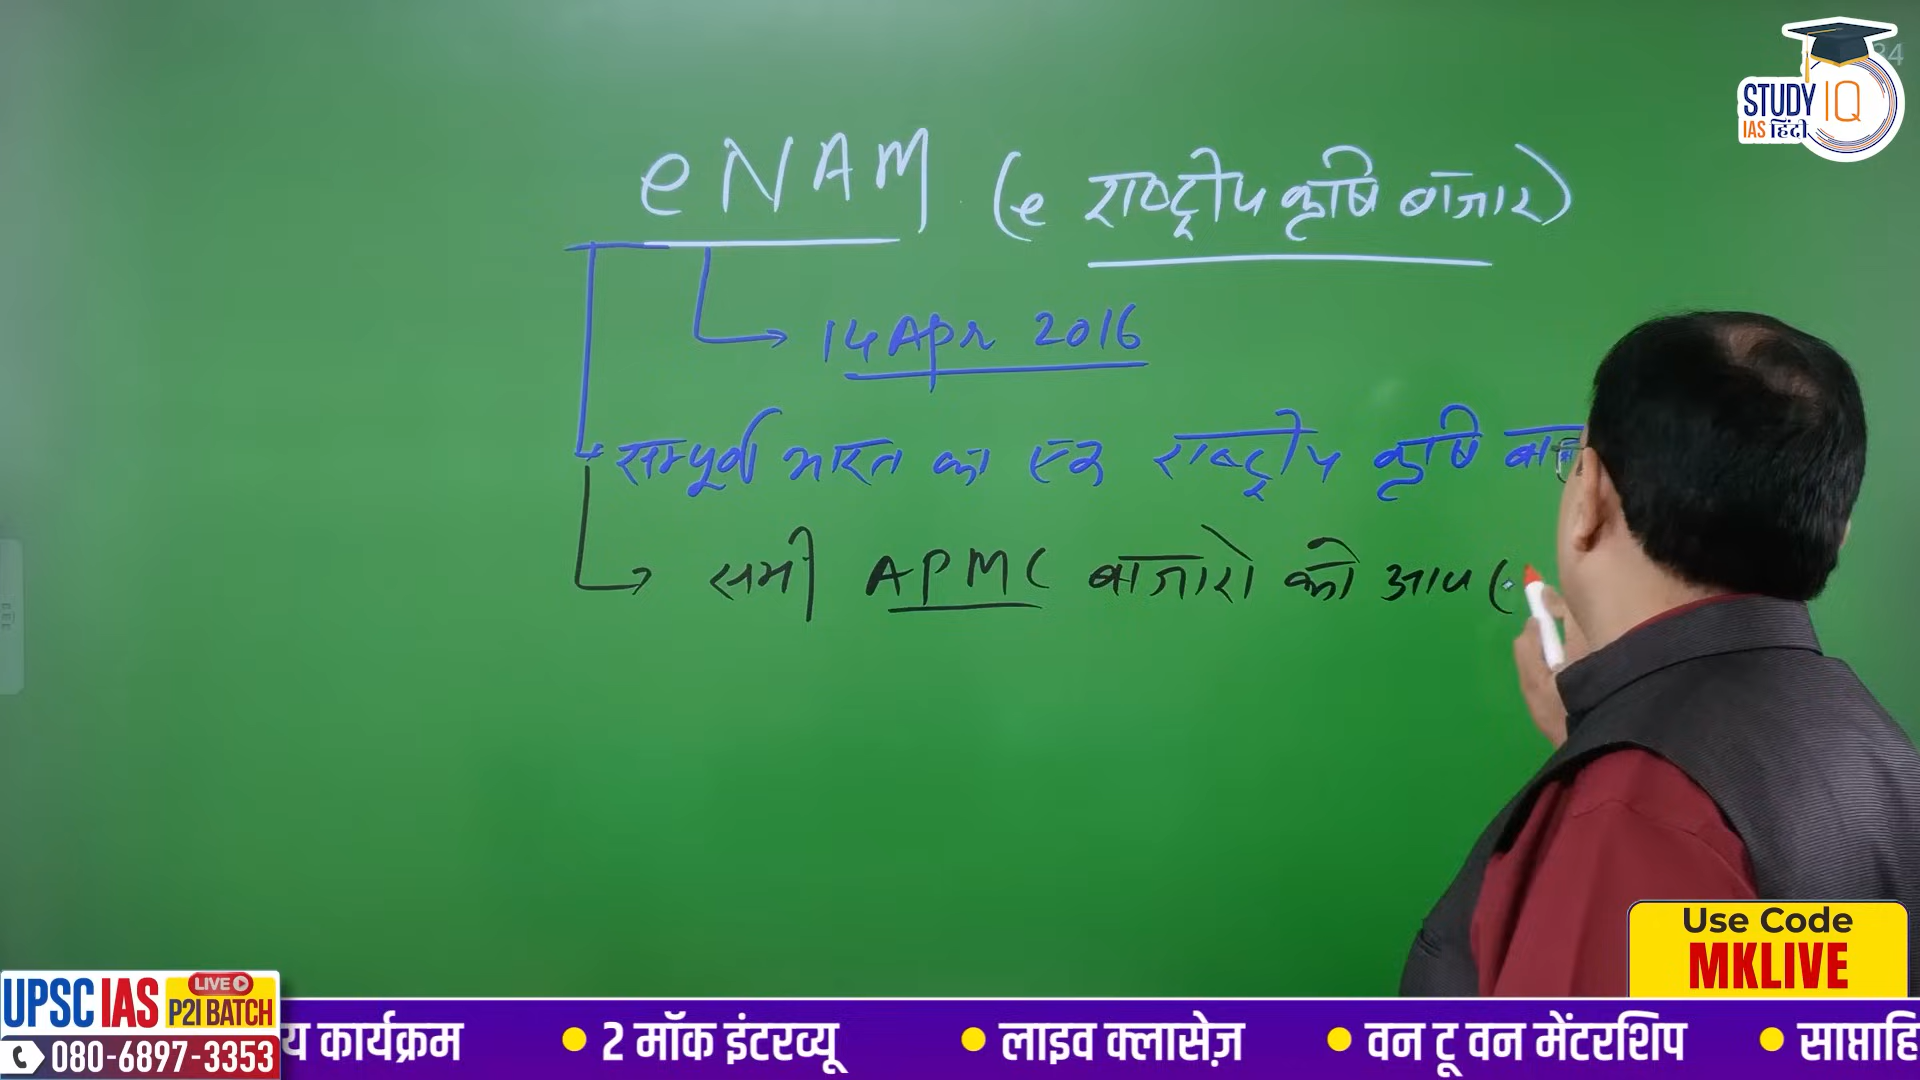 34
STUDY IQ
IAS हिंदी
eNAM (e राष्ट्रीय कृषि बाजार)
14 Apr 2016
सम्पूर्ण भारत का एक राष्ट्रीय कृषि
सभी APMC बाजारो को आप (
Use Code
MKLIVE
LIVE
UPSC IAS P2I BATCH
080-6897-3353
य कार्यक्रम • 2 मॉक इंटरव्यू • लाइव क्लासेज़ • वन टू वन मेंटरशिप • साप्ताहि